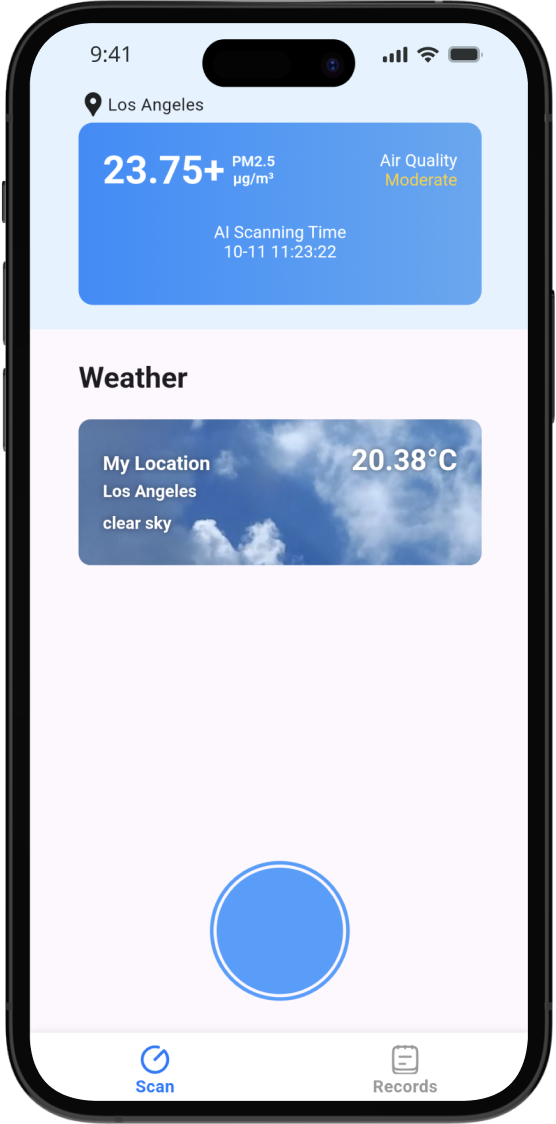 9:41
Los Angeles
23.75+ PM2.5 µg/m³
Air Quality
Moderate
AI Scanning Time
10-11 11:23:22
Weather
My Location
20.38°C
Los Angeles
clear sky
Scan
Records